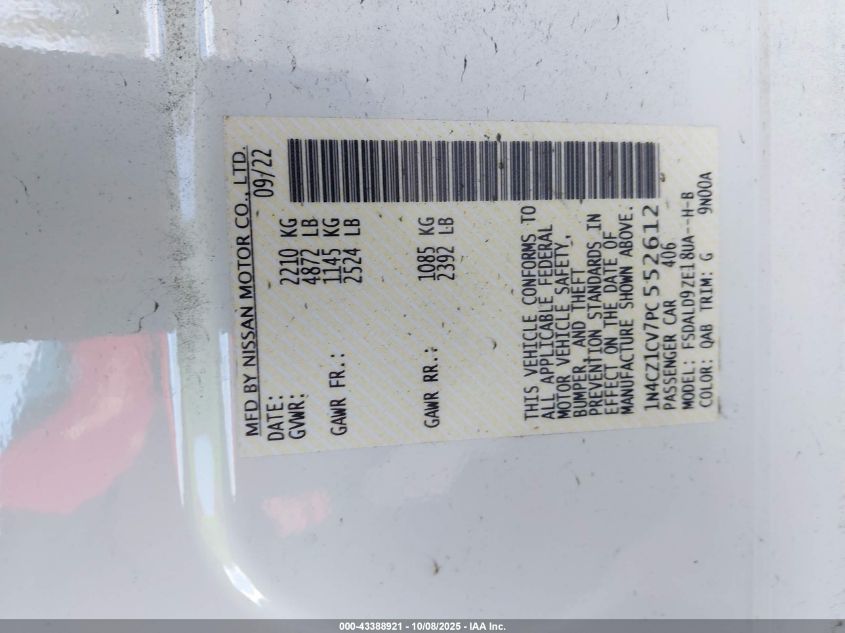 MFD BY NISSAN MOTOR CO., LTD.
DATE: 09/22
GVWR: 2210 KG
4872 LB
GAWR FR.: 1145 KG
2524 LB
GAWR RR.: 1085 KG
2392 LB
THIS VEHICLE CONFORMS TO
ALL APPLICABLE FEDERAL
MOTOR VEHICLE SAFETY,
BUMPER, AND THEFT
PREVENTION STANDARDS IN
EFFECT ON THE DATE OF
MANUFACTURE SHOWN ABOVE.
1N4CZ1CV7PC552612
PASSENGER CAR 406
MODEL: FSDALD9ZE18UA--H-B
COLOR: QAB TRIM: G 9N00A
000-43388921 - 10/08/2025 - IAA Inc.